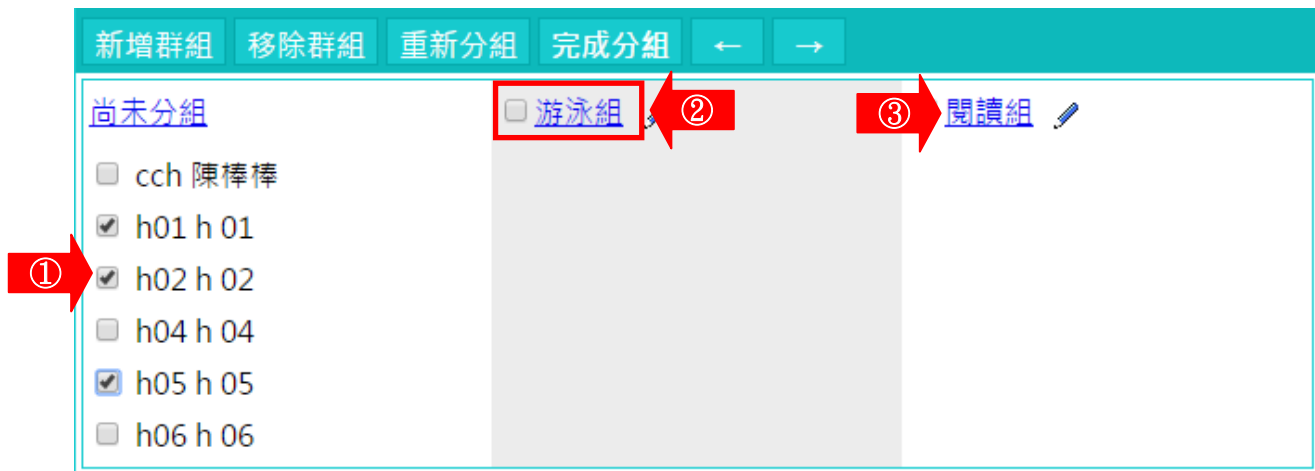 新增群組 移除群組 重新分組 完成分組 ← →
尚未分組 游泳組 ② ③ 閱讀組
cch 陳棒棒
h01 h 01
① h02 h 02
h04 h 04
h05 h 05
h06 h 06